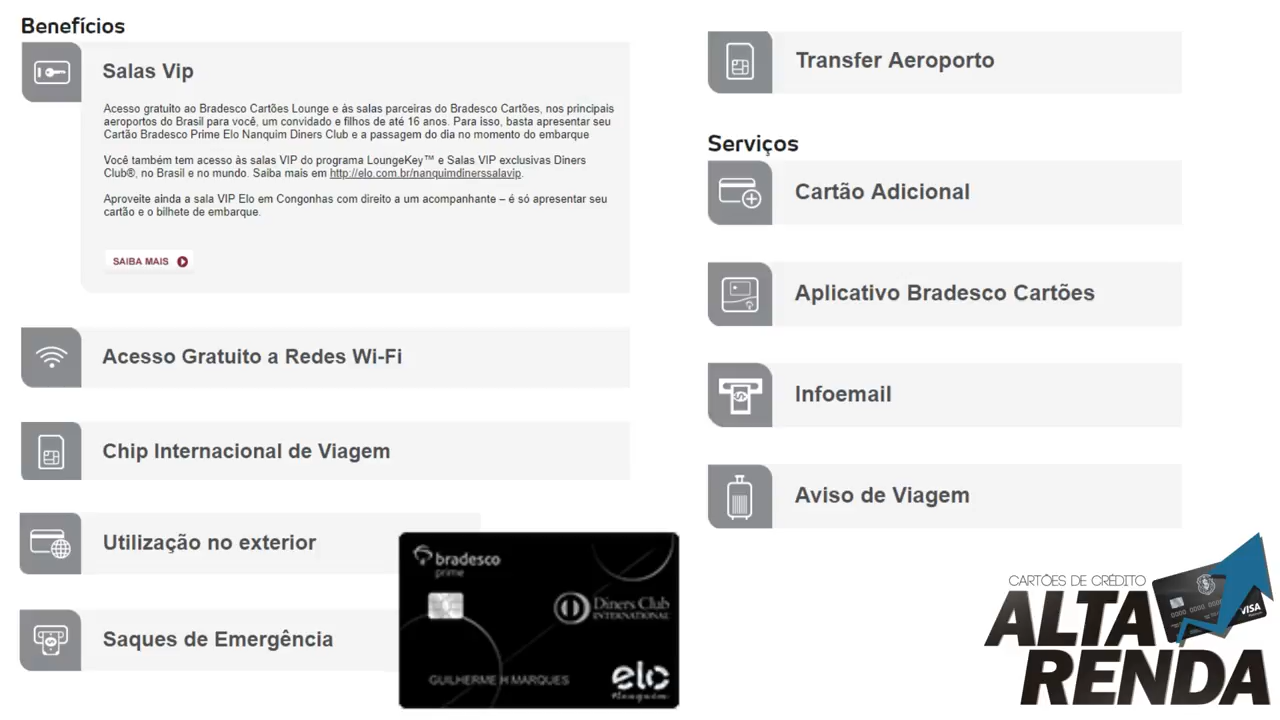 Benefícios
Salas Vip
Acesso gratuito ao Bradesco Cartões Lounge e às salas parceiras do Bradesco Cartões, nos principais
aeroportos do Brasil para você, um convidado e filhos de até 16 anos. Para isso, basta apresentar seu
Cartão Bradesco Prime Elo Nanquim Diners Club e a passagem do dia no momento do embarque
Você também tem acesso às salas VIP do programa LoungeKey™ e Salas VIP exclusivas Diners
Club®, no Brasil e no mundo. Saiba mais em http://elo.com.br/nanquimdinerssalavip.
Aproveite ainda a sala VIP Elo em Congonhas com direito a um acompanhante – é só apresentar seu
cartão e o bilhete de embarque.
SAIBA MAIS
Acesso Gratuito a Redes Wi-Fi
Chip Internacional de Viagem
Utilização no exterior
Saques de Emergência
bradesco
prime
Diners Club
INTERNATIONAL
GUILHERME H MARQUES
elo
Nanquim
Transfer Aeroporto
Serviços
Cartão Adicional
Aplicativo Bradesco Cartões
Infoemail
Aviso de Viagem
CARTÕES DE CRÉDITO
ALTA
RENDA
VISA